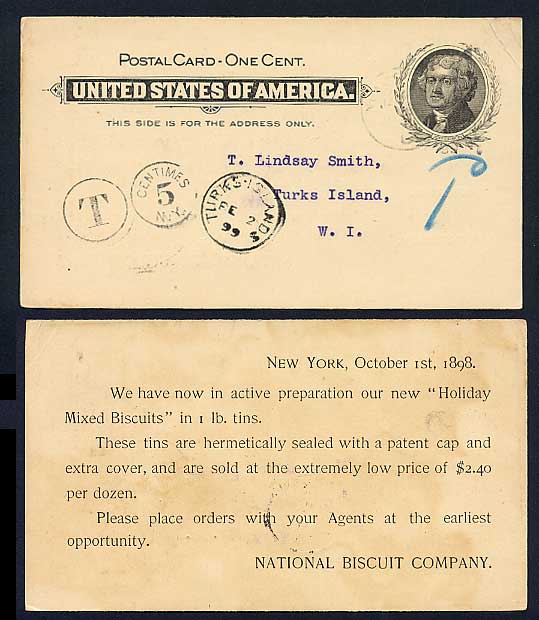 POSTAL CARD - ONE CENT.
UNITED STATES OF AMERICA.
THIS SIDE IS FOR THE ADDRESS ONLY.
T. Lindsay Smith,
Turks Island,
W. I.
T
CENTIMES
5
N.Y.
TURKS-ISLANDS
DE 2
99
NEW YORK, October 1st, 1898.
We have now in active preparation our new "Holiday
Mixed Biscuits" in 1 lb. tins.
These tins are hermetically sealed with a patent cap and
extra cover, and are sold at the extremely low price of $2.40
per dozen.
Please place orders with your Agents at the earliest
opportunity.
NATIONAL BISCUIT COMPANY.